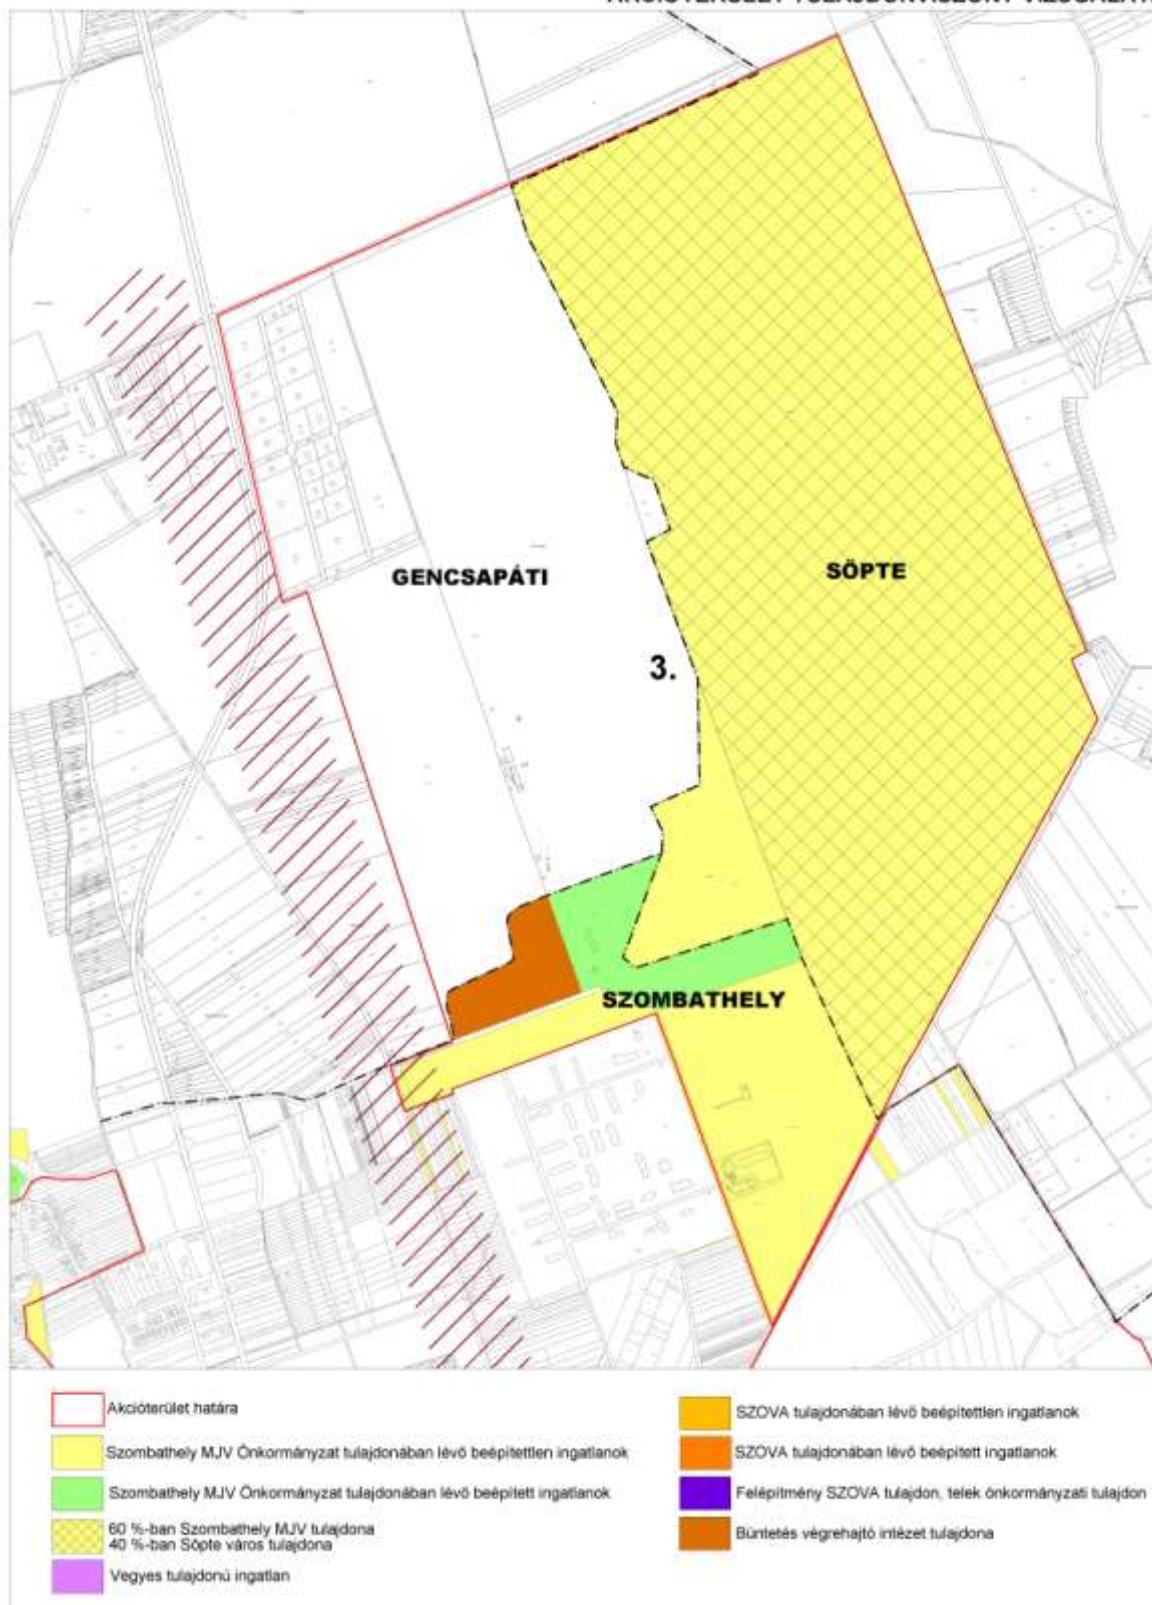 GENCSAPÁTI
SÖPTE
3.
SZOMBATHELY
Akcióterület határa
Szombathely MJV Önkormányzat tulajdonában lévő beépítettlen ingatlanok
Szombathely MJV Önkormányzat tulajdonában lévő beépített ingatlanok
60 %-ban Szombathely MJV tulajdona
40 %-ban Söpte város tulajdona
Vegyes tulajdonú ingatlan
SZOVA tulajdonában lévő beépítettlen ingatlanok
SZOVA tulajdonában lévő beépített ingatlanok
Felépítmény SZOVA tulajdon, telek önkormányzati tulajdon
Büntetés végrehajtó intézet tulajdona